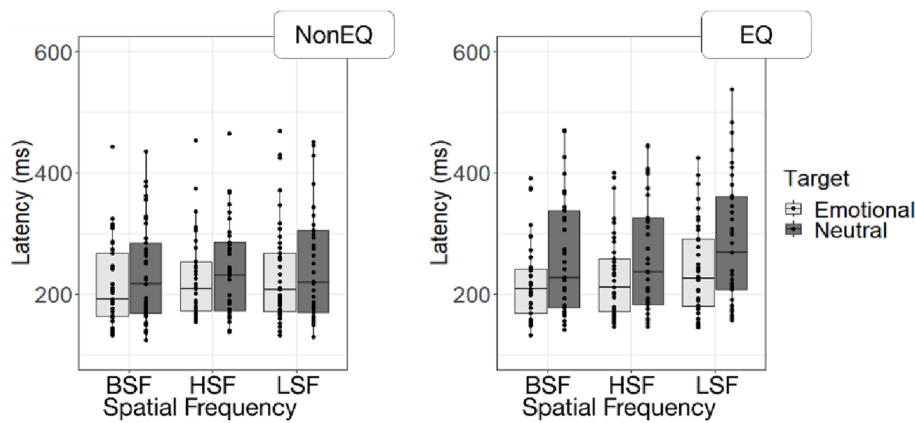 NonEQ
600
400
200
Latency (ms)
BSF HSF LSF
Spatial Frequency
EQ
600
400
200
Latency (ms)
BSF HSF LSF
Spatial Frequency
Target
Emotional
Neutral